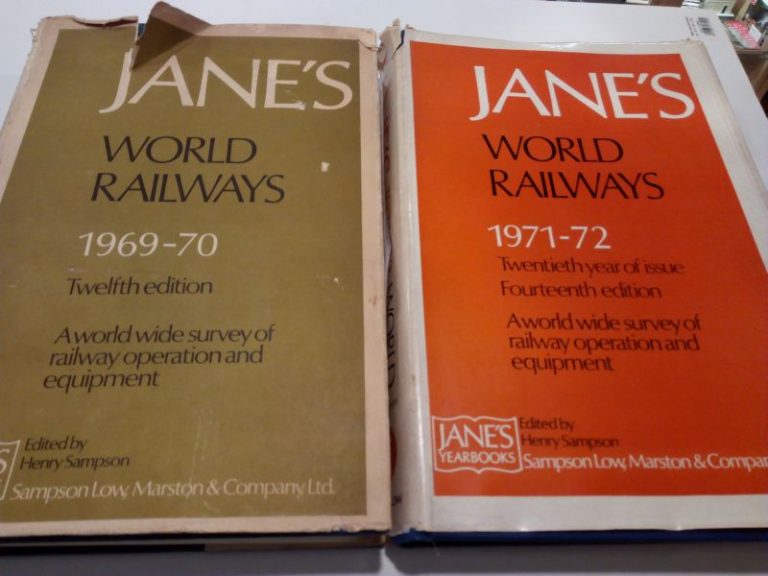 JANE'S
WORLD
RAILWAYS
1969-70
Twelfth edition
A world wide survey of
railway operation and
equipment
Edited by
Henry Sampson
Sampson Low, Marston & Company Ltd.
JANE'S
WORLD
RAILWAYS
1971-72
Twentieth year of issue
Fourteenth edition
A world wide survey of
railway operation and
equipment
JANE'S
YEARBOOKS
Edited by
Henry Sampson
Sampson Low, Marston &